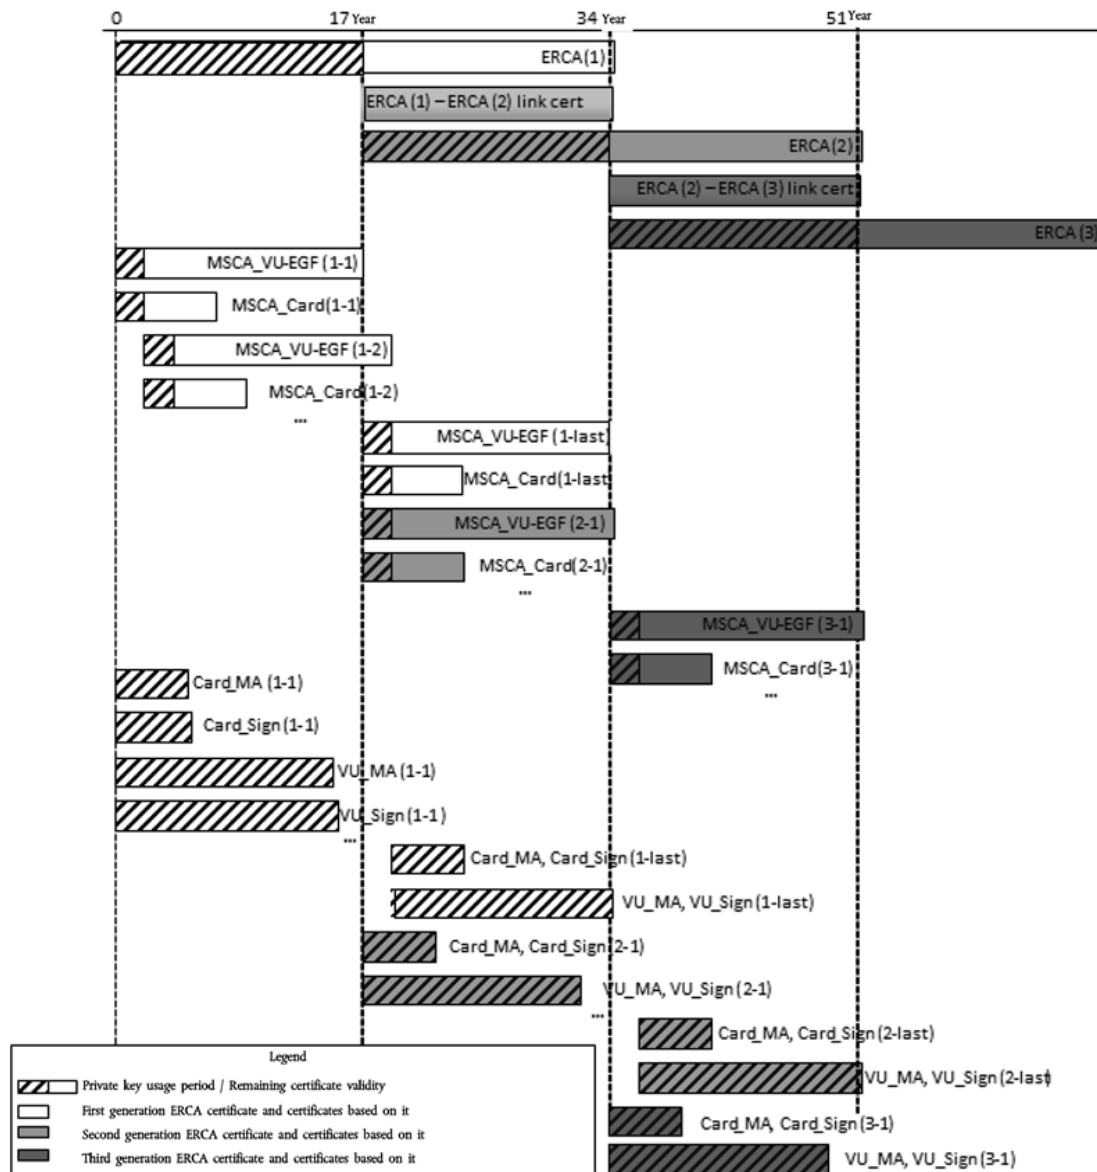 0
17 Year
34 Year
51 Year
ERCA (1)
ERCA (1) – ERCA (2) link cert
ERCA (2)
ERCA (2) – ERCA (3) link cert
ERCA (3)
MSCA_VU-EGF (1-1)
MSCA_Card(1-1)
MSCA_VU-EGF (1-2)
MSCA_Card(1-2)
...
MSCA_VU-EGF (1-last)
MSCA_Card(1-last
MSCA_VU-EGF (2-1)
MSCA_Card(2-1)
...
MSCA_VU-EGF (3-1)
MSCA_Card(3-1)
...
Card_MA (1-1)
Card_Sign (1-1)
VU_MA (1-1)
VU_Sign (1-1)
...
Card_MA, Card_Sign (1-last)
VU_MA, VU_Sign (1-last)
Card_MA, Card_Sign (2-1)
VU_MA, VU_Sign (2-1)
...
Card_MA, Card_Sign (2-last)
VU_MA, VU_Sign (2-last)
Card_MA, Card_Sign (3-1)
VU_MA, VU_Sign (3-1)
Legend
Private key usage period / Remaining certificate validity
First generation ERCA certificate and certificates based on it
Second generation ERCA certificate and certificates based on it
Third generation ERCA certificate and certificates based on it